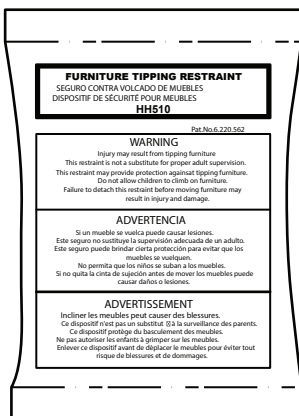 FURNITURE TIPPING RESTRAINT
SEGURO CONTRA VOLCADO DE MUEBLES
DISPOSITIF DE SÉCURITÉ POUR MEUBLES
HH510
Pat.No.6.220.562
WARNING
Injury may result from tipping furniture
This restraint is not a substitute for proper adult supervision.
This restraint may provide protection againsat tipping furniture.
Do not allow children to climb on furniture.
Failure to detach this restraint before moving furniture may
result in injury and damage.
ADVERTENCIA
Si un mueble se vuelca puede causar lesiones.
Este seguro no sustituye la supervisión adecuada de un adulto.
Este seguro puede brindar cierta protección para evitar que los
muebles se vuelquen.
No permita que los niños se suban a los muebles.
Si no quita la cinta de sujeción antes de mover los muebles puede
causar daños o lesiones.
ADVERTISSEMENT
Incliner les meubles peut causer des blessures.
Ce dispositif n'est pas un substitut à la surveillance des parents.
Ce dispositif protège du basculement des meubles.
Ne pas autoriser les enfants à grimper sur les meubles.
Enlever ce dispositif avant de déplacer le meubles pour éviter tout
risque de blessures et de dommages.